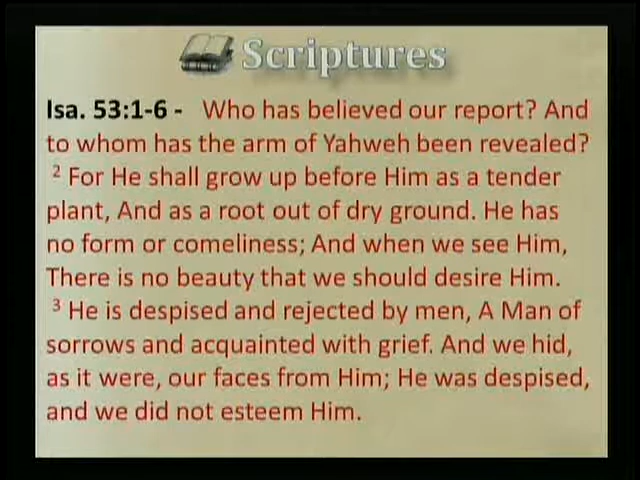 Scriptures
Isa. 53:1-6 - Who has believed our report? And
to whom has the arm of Yahweh been revealed?
2 For He shall grow up before Him as a tender
plant, And as a root out of dry ground. He has
no form or comeliness; And when we see Him,
There is no beauty that we should desire Him.
3 He is despised and rejected by men, A Man of
sorrows and acquainted with grief. And we hid,
as it were, our faces from Him; He was despised,
and we did not esteem Him.